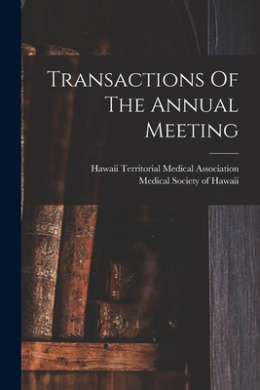 Transactions Of
The Annual
Meeting
Hawaii Territorial Medical Association
Medical Society of Hawaii